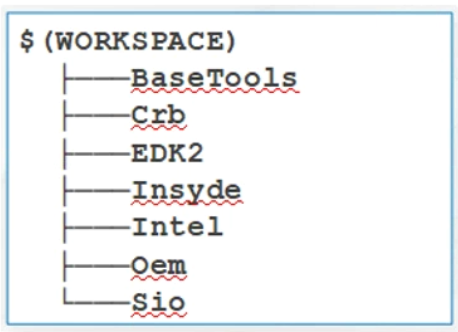 $(WORKSPACE)
├───BaseTools
├───Crb
├───EDK2
├───Insyde
├───Intel
├───Oem
└───Sio